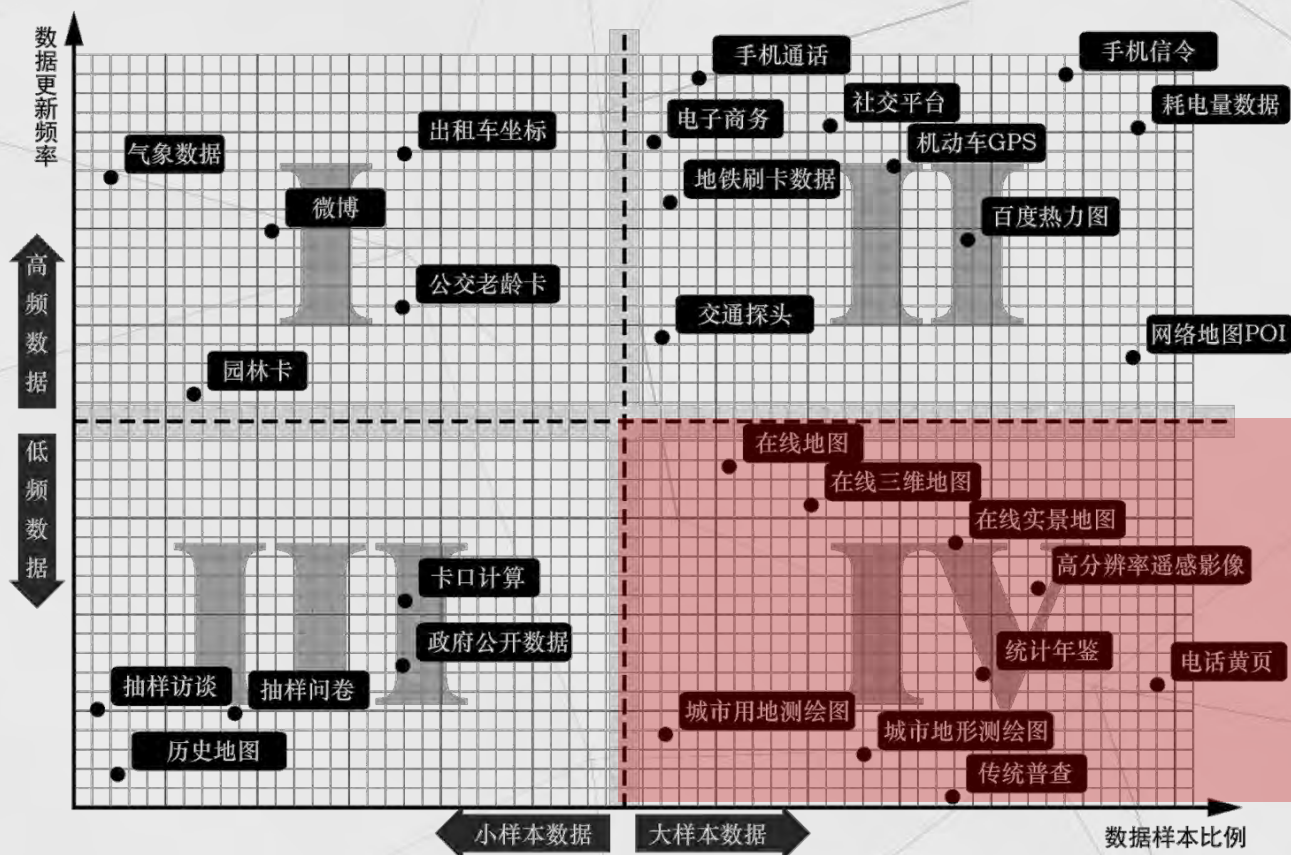 数据更新频率
手机通话
手机信令
电子商务
社交平台
耗电量数据
出租车坐标
气象数据
机动车GPS
地铁刷卡数据
微博
百度热力图
I
II
高频数据
公交老龄卡
交通探头
网络地图POI
园林卡
低频数据
在线地图
在线三维地图
在线实景地图
高分辨率遥感影像
III
IV
卡口计算
政府公开数据
统计年鉴
电话黄页
抽样访谈
抽样问卷
城市用地测绘图
城市地形测绘图
历史地图
传统普查
小样本数据
大样本数据
数据样本比例